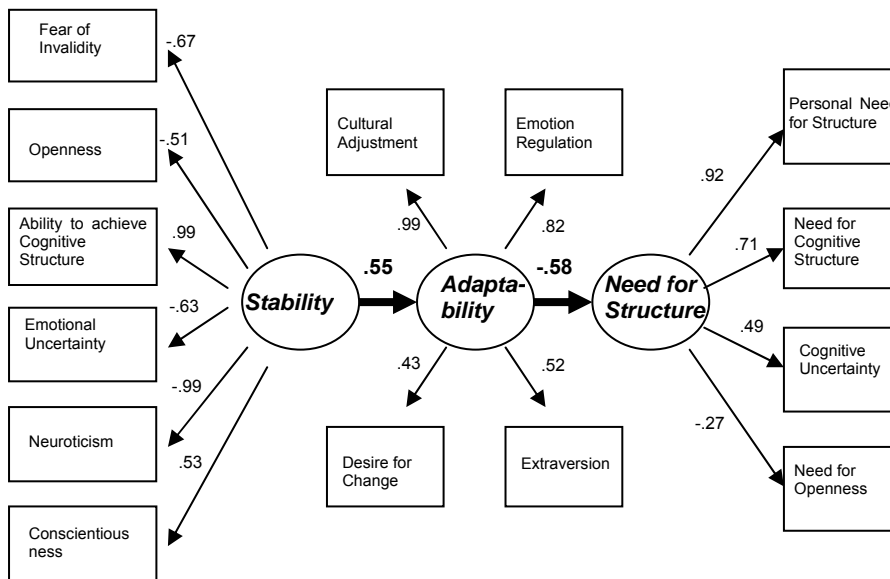 Fear of
Invalidity
-.67
Openness
-.51
Ability to achieve
Cognitive
Structure
.99
Emotional
Uncertainty
-.63
Neuroticism
-.99
Conscientious
ness
.53
Stability
.55
Cultural
Adjustment
.99
Emotion
Regulation
.82
Adapta-
bility
-.58
.43
Desire for
Change
.52
Extraversion
Need for
Structure
.92
Personal Need
for Structure
.71
Need for
Cognitive
Structure
.49
Cognitive
Uncertainty
-.27
Need for
Openness